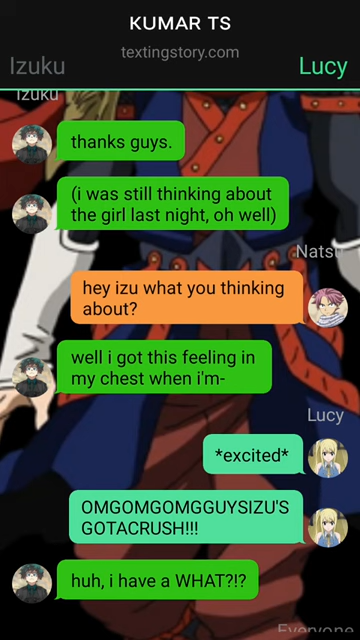 KUMAR TS
textingstory.com
Izuku
Lucy
Izuku
thanks guys.
(i was still thinking about
the girl last night, oh well)
Natsu
hey izu what you thinking
about?
well i got this feeling in
my chest when i'm-
Lucy
*excited*
OMGOMGOMGGUYSIZU'S
GOTACRUSH!!!
huh, i have a WHAT?!?
Everyone